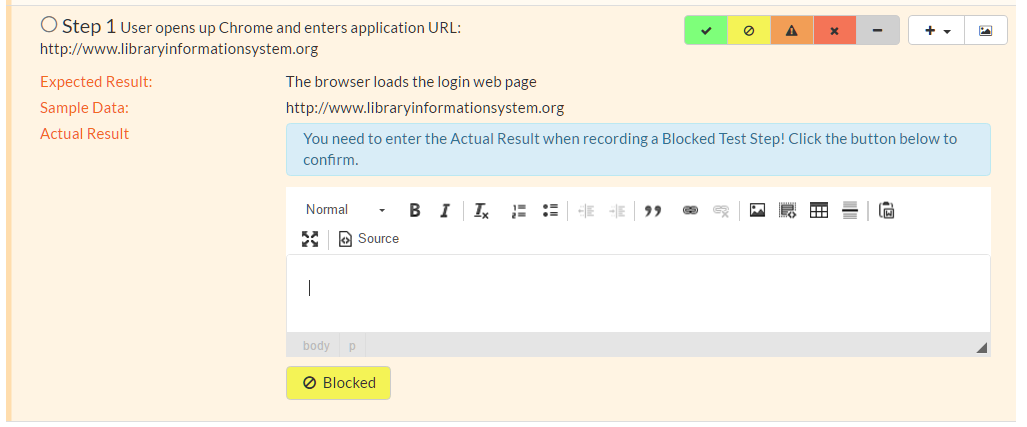 Step 1 User opens up Chrome and enters application URL:
http://www.libraryinformationsystem.org
Expected Result: The browser loads the login web page
Sample Data: http://www.libraryinformationsystem.org
Actual Result
You need to enter the Actual Result when recording a Blocked Test Step! Click the button below to
confirm.
Normal B I Ix
Source
body p
Blocked